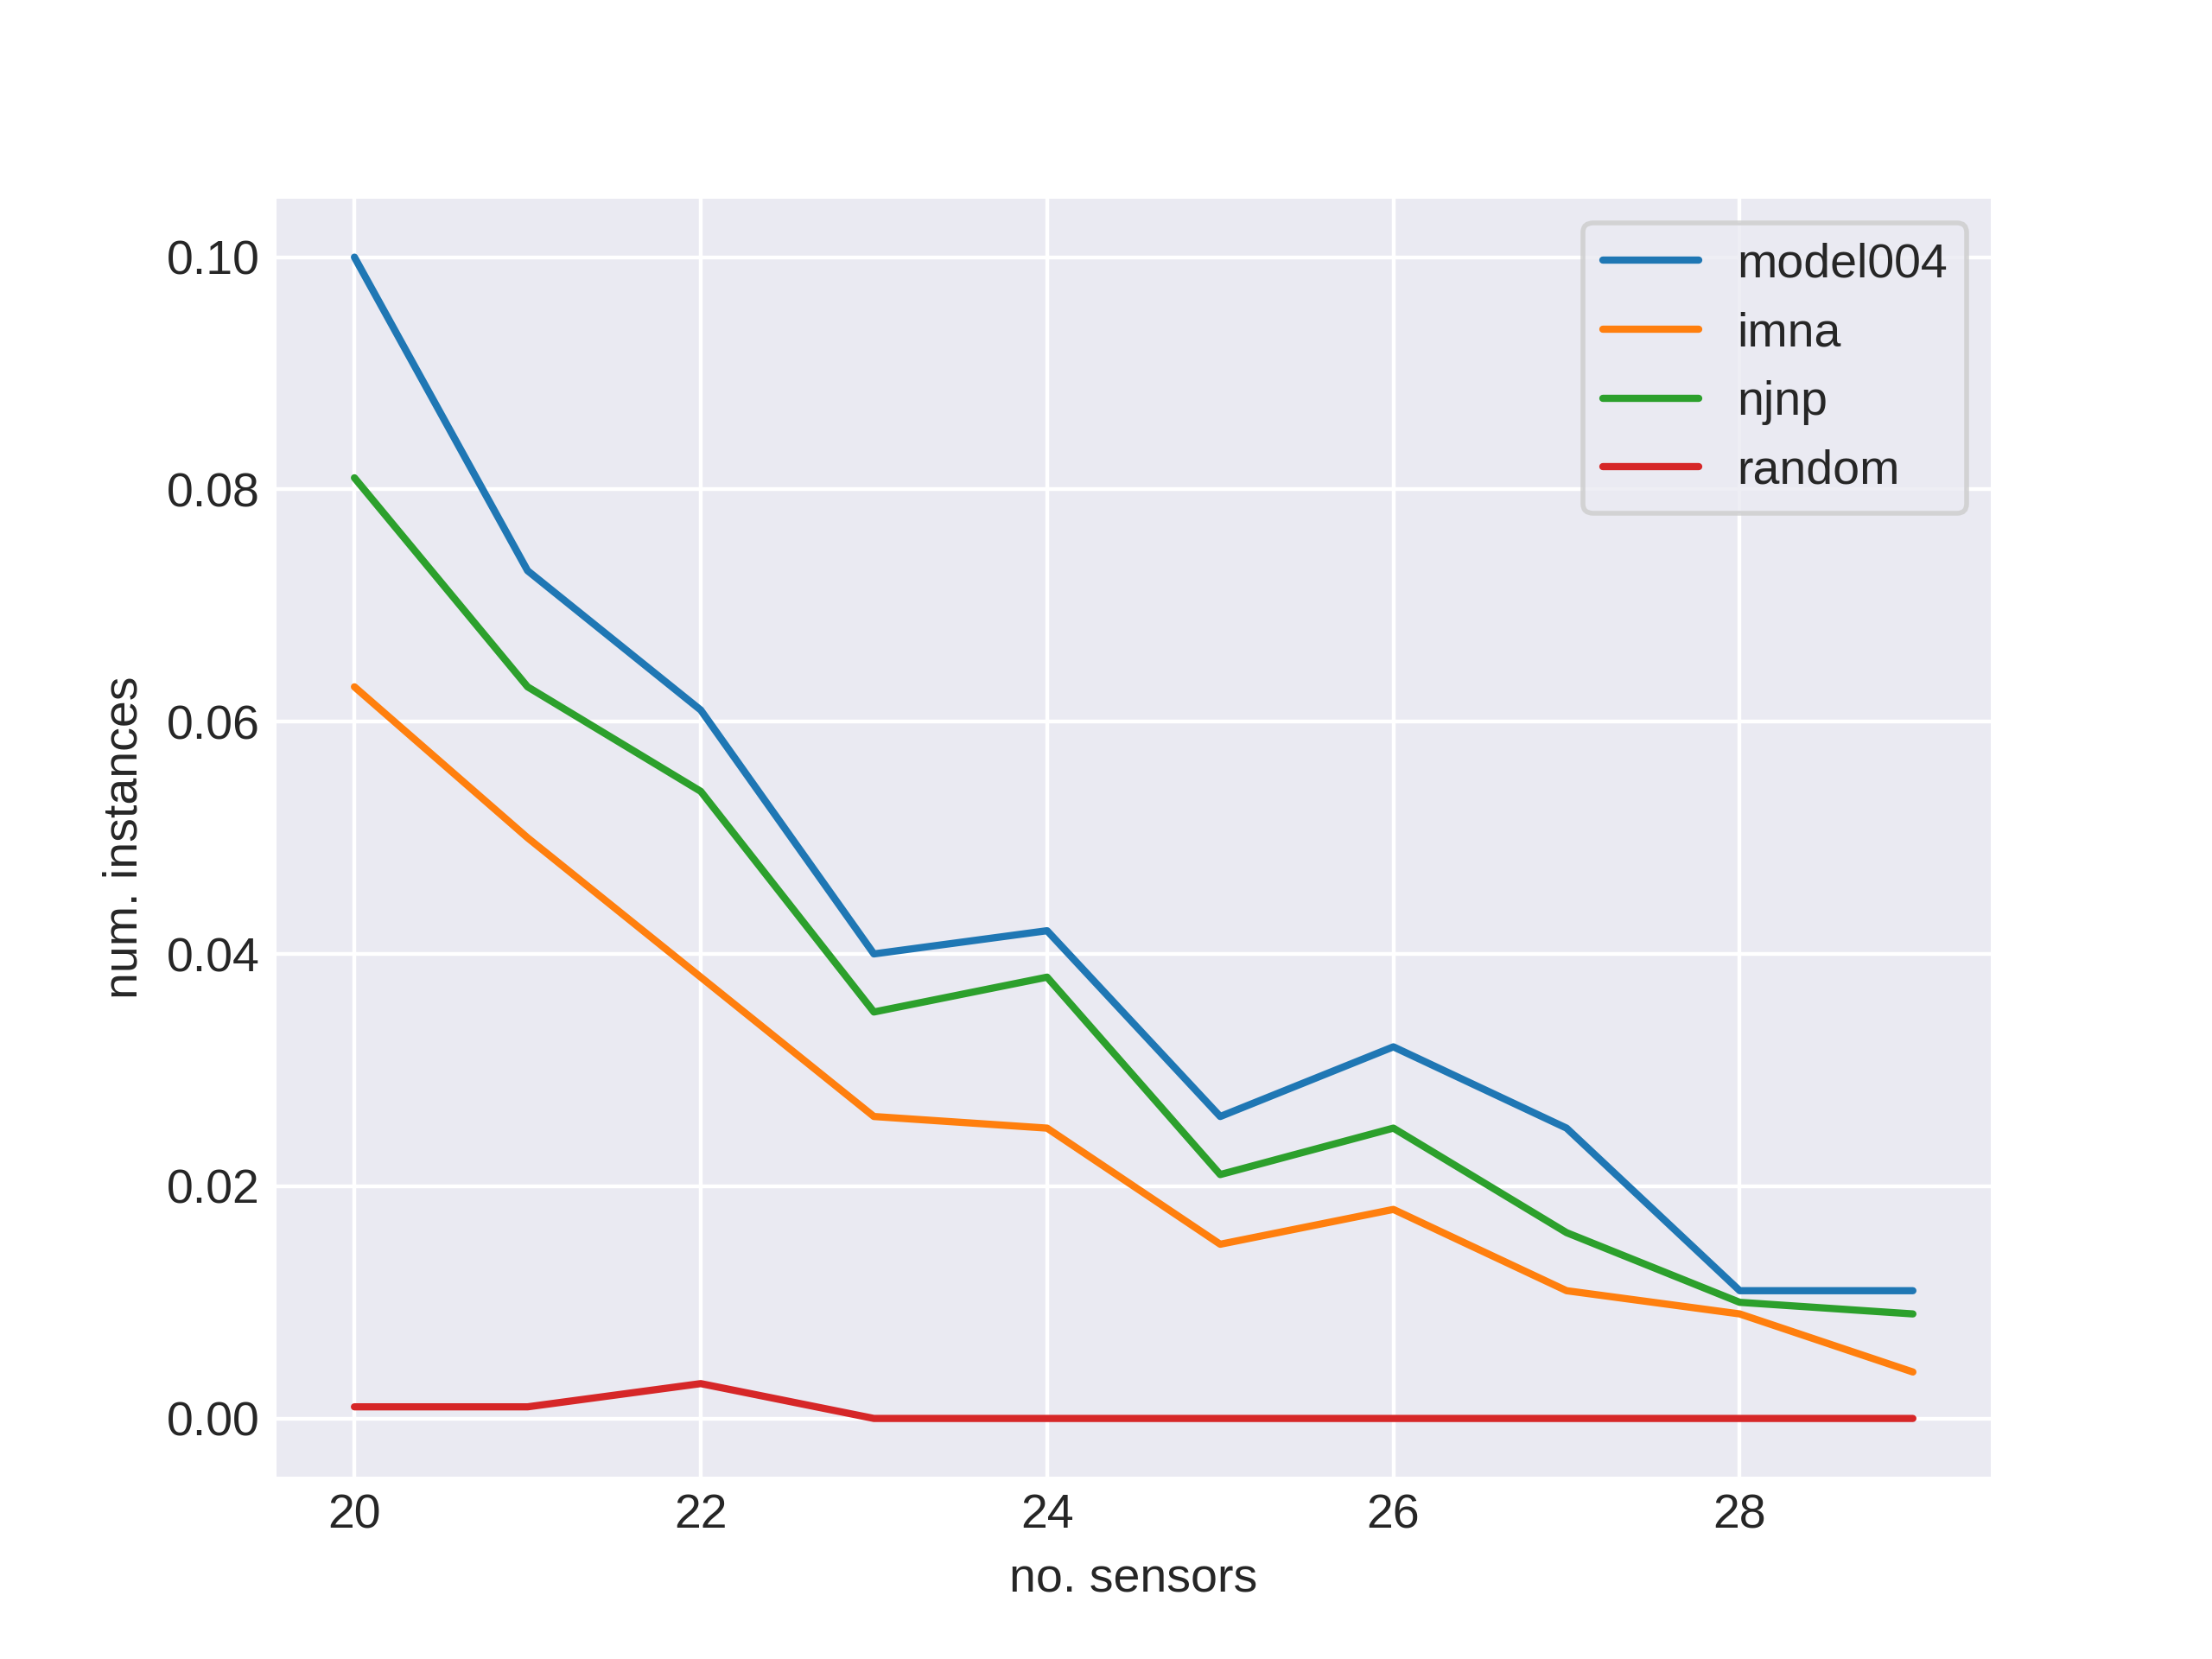 model004
imna
njnp
random
0.10
0.08
0.06
0.04
0.02
0.00
num. instances
20 22 24 26 28
no. sensors